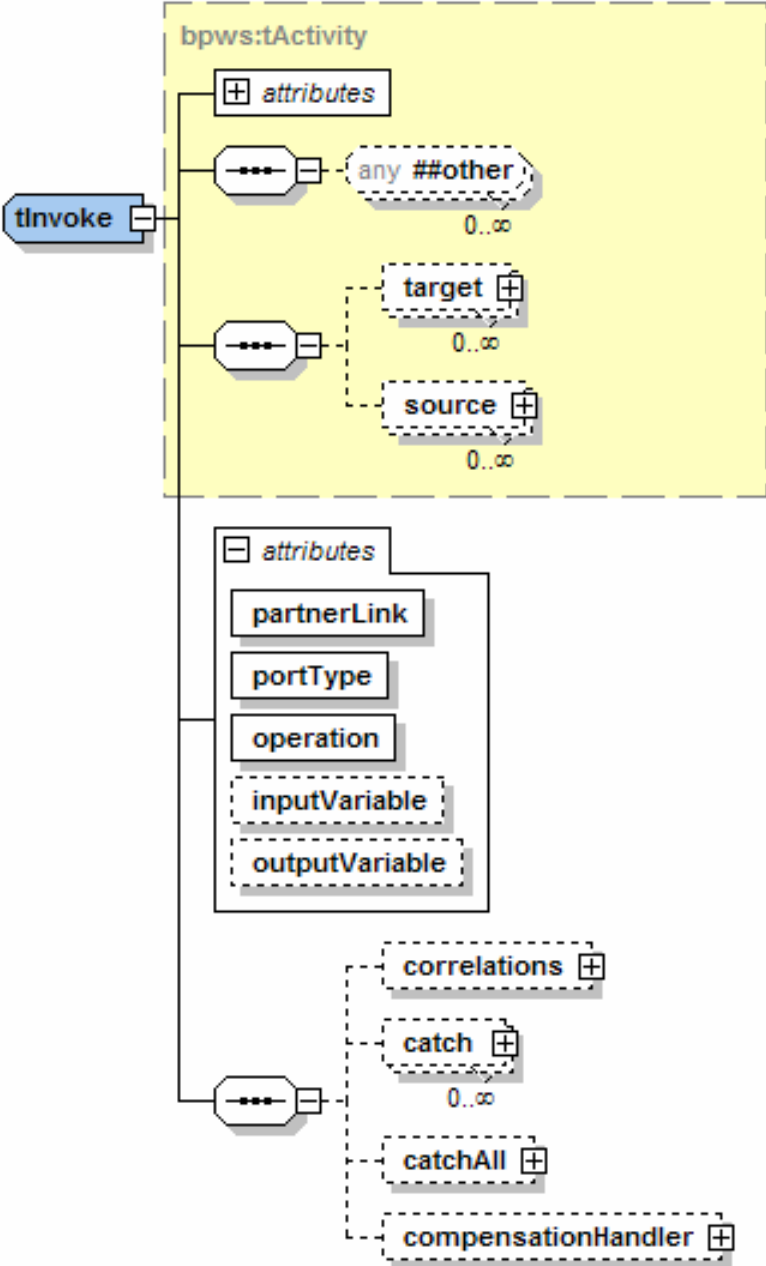 bpws:tActivity
attributes
any ##other
0..∞
tInvoke
target
0..∞
source
0..∞
attributes
partnerLink
portType
operation
inputVariable
outputVariable
correlations
catch
0..∞
catchAll
compensationHandler